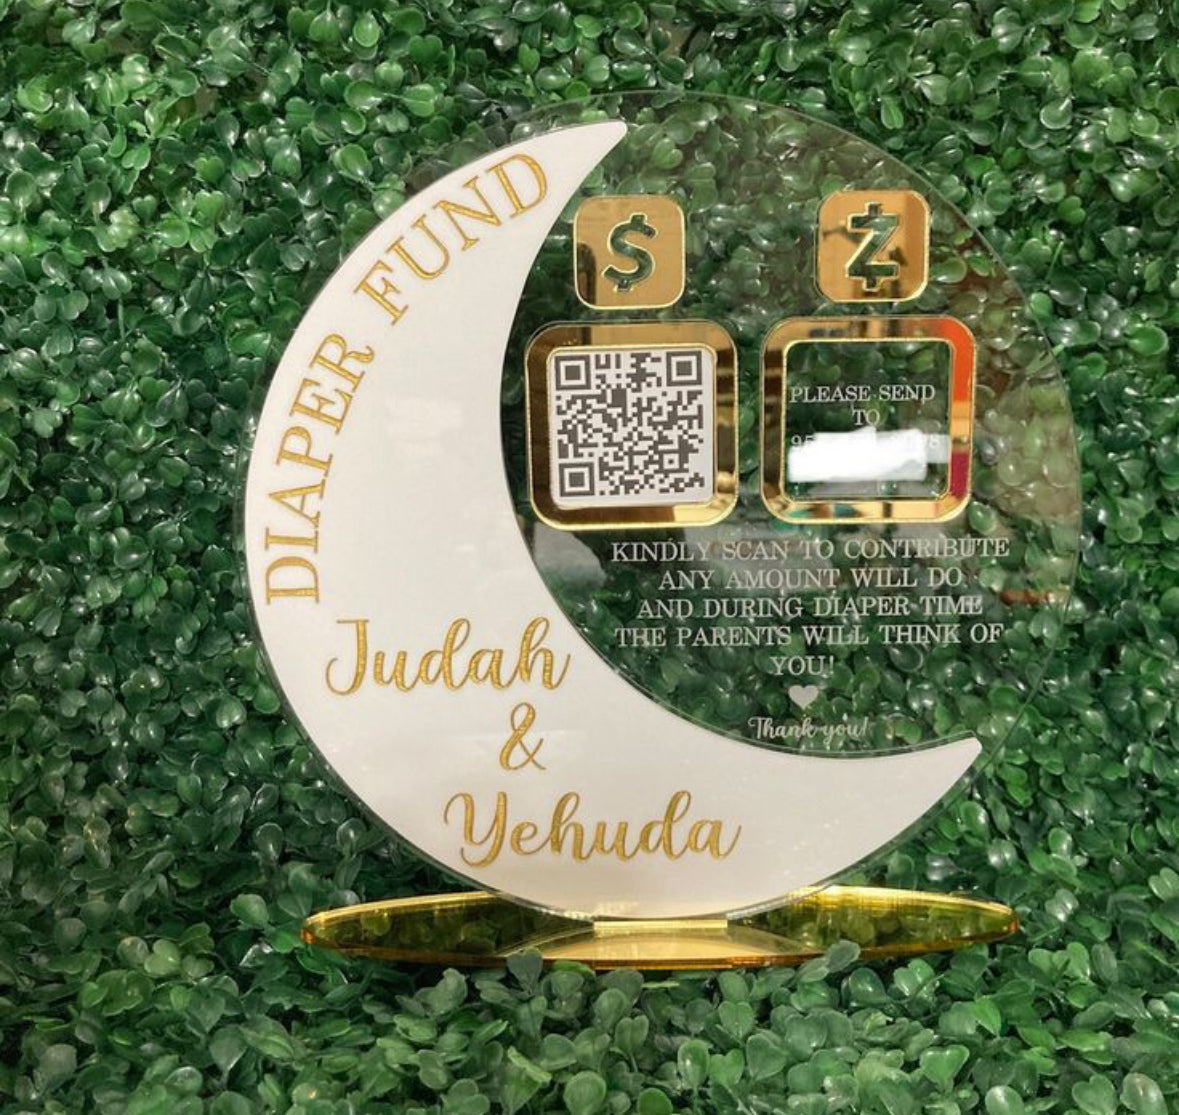 DIAPER FUND
Judah
&
Yehuda
$
Z
PLEASE SEND
TO
KINDLY SCAN TO CONTRIBUTE
ANY AMOUNT WILL DO
AND DURING DIAPER TIME
THE PARENTS WILL THINK OF
YOU!
Thank you!